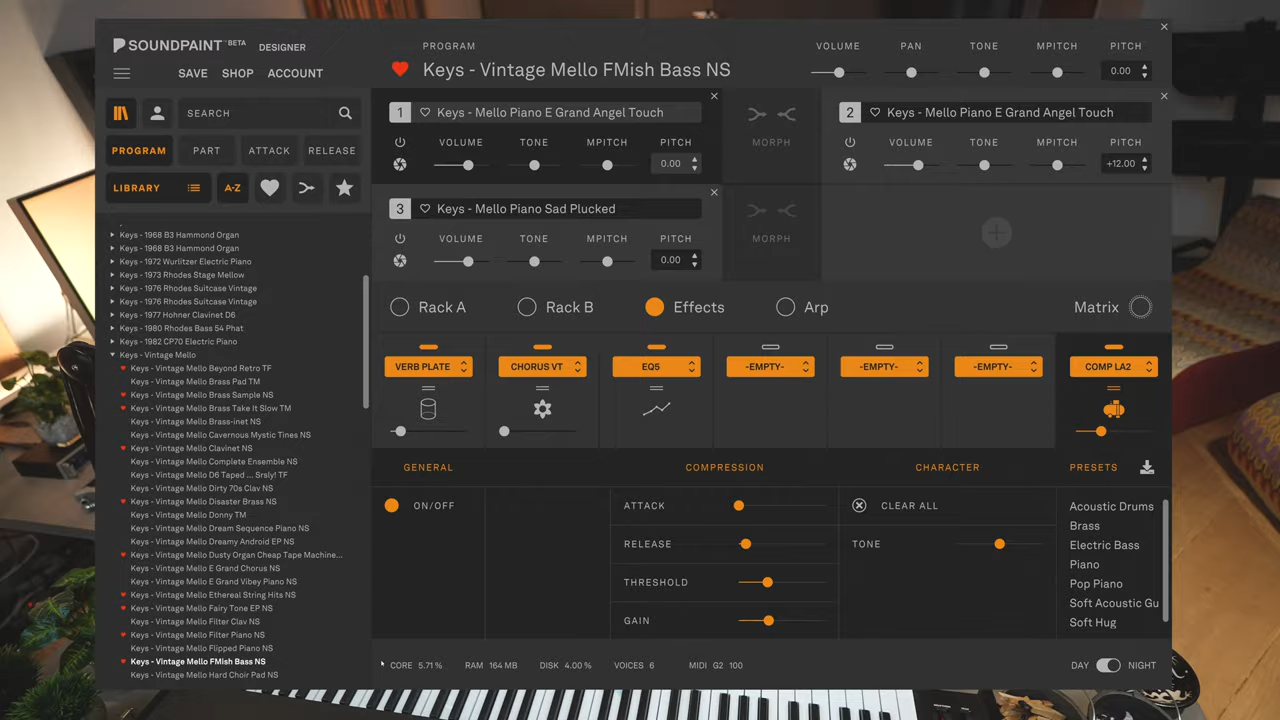 SOUNDPAINT™ BETA DESIGNER
SAVE SHOP ACCOUNT
SEARCH
PROGRAM PART ATTACK RELEASE
LIBRARY A-Z
Keys - 1968 B3 Hammond Organ
Keys - 1968 B3 Hammond Organ
Keys - 1972 Wurlitzer Electric Piano
Keys - 1973 Rhodes Stage Mellow
Keys - 1976 Rhodes Suitcase Vintage
Keys - 1976 Rhodes Suitcase Vintage
Keys - 1977 Hohner Clavinet D6
Keys - 1980 Rhodes Bass 54 Phat
Keys - 1982 CP70 Electric Piano
Keys - Vintage Mello
Keys - Vintage Mello Beyond Retro TF
Keys - Vintage Mello Brass Pad TM
Keys - Vintage Mello Brass Sample NS
Keys - Vintage Mello Brass Take It Slow TM
Keys - Vintage Mello Brass-inet NS
Keys - Vintage Mello Cavernous Mystic Tines NS
Keys - Vintage Mello Clavinet NS
Keys - Vintage Mello Complete Ensemble NS
Keys - Vintage Mello D6 Taped ... Srsly! TF
Keys - Vintage Mello Dirty 70s Clav NS
Keys - Vintage Mello Disaster Brass NS
Keys - Vintage Mello Donny TM
Keys - Vintage Mello Dream Sequence Piano NS
Keys - Vintage Mello Dreamy Android EP NS
Keys - Vintage Mello Dusty Organ Cheap Tape Machine...
Keys - Vintage Mello E Grand Chorus NS
Keys - Vintage Mello E Grand Vibey Piano NS
Keys - Vintage Mello Ethereal String Hits NS
Keys - Vintage Mello Fairy Tone EP NS
Keys - Vintage Mello Filter Clav NS
Keys - Vintage Mello Filter Piano NS
Keys - Vintage Mello Flipped Piano NS
Keys - Vintage Mello FMish Bass NS
Keys - Vintage Mello Hard Choir Pad NS
PROGRAM
Keys - Vintage Mello FMish Bass NS
VOLUME PAN TONE MPITCH PITCH
0.00
1 Keys - Mello Piano E Grand Angel Touch
VOLUME TONE MPITCH PITCH
0.00
MORPH
2 Keys - Mello Piano E Grand Angel Touch
VOLUME TONE MPITCH PITCH
+12.00
3 Keys - Mello Piano Sad Plucked
VOLUME TONE MPITCH PITCH
0.00
MORPH
Rack A Rack B Effects Arp Matrix
VERB PLATE CHORUS VT EQ5 -EMPTY- -EMPTY- -EMPTY- COMP LA2
GENERAL COMPRESSION CHARACTER PRESETS
ON/OFF
ATTACK
RELEASE
THRESHOLD
GAIN
CLEAR ALL
TONE
Acoustic Drums
Brass
Electric Bass
Piano
Pop Piano
Soft Acoustic Gu
Soft Hug
CORE 5.71 % RAM 164 MB DISK 4.00 % VOICES 6 MIDI G2 100
DAY NIGHT